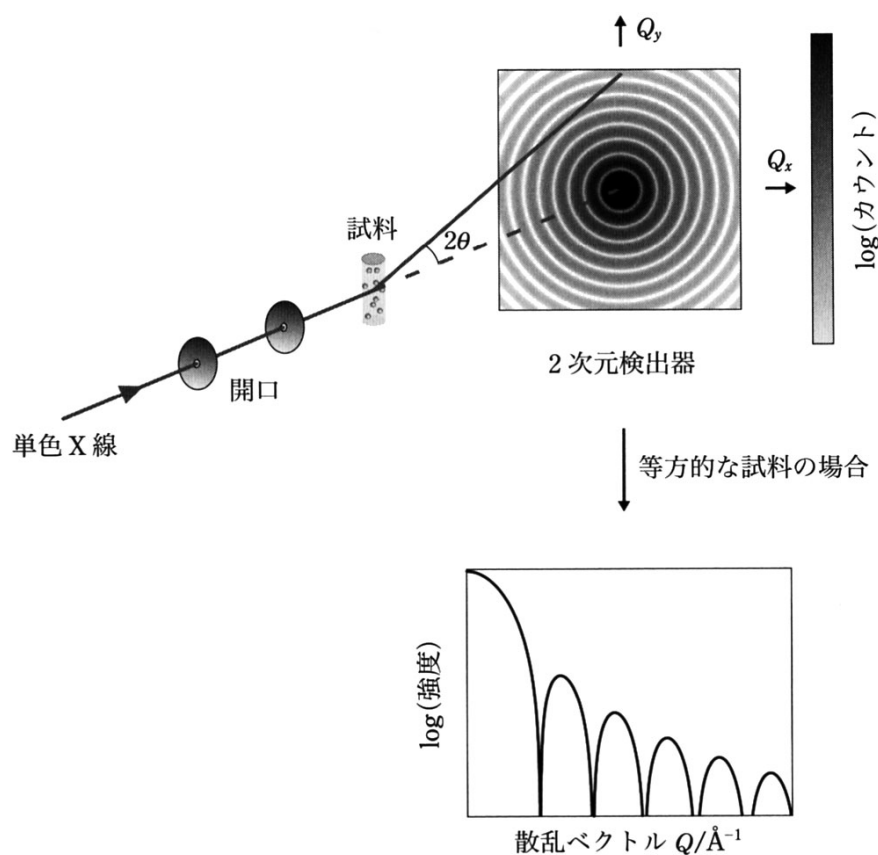 Qy
Qx
log(カウント)
試料
2θ
2次元検出器
開口
単色X線
等方的な試料の場合
log(強度)
散乱ベクトル Q/Å⁻¹